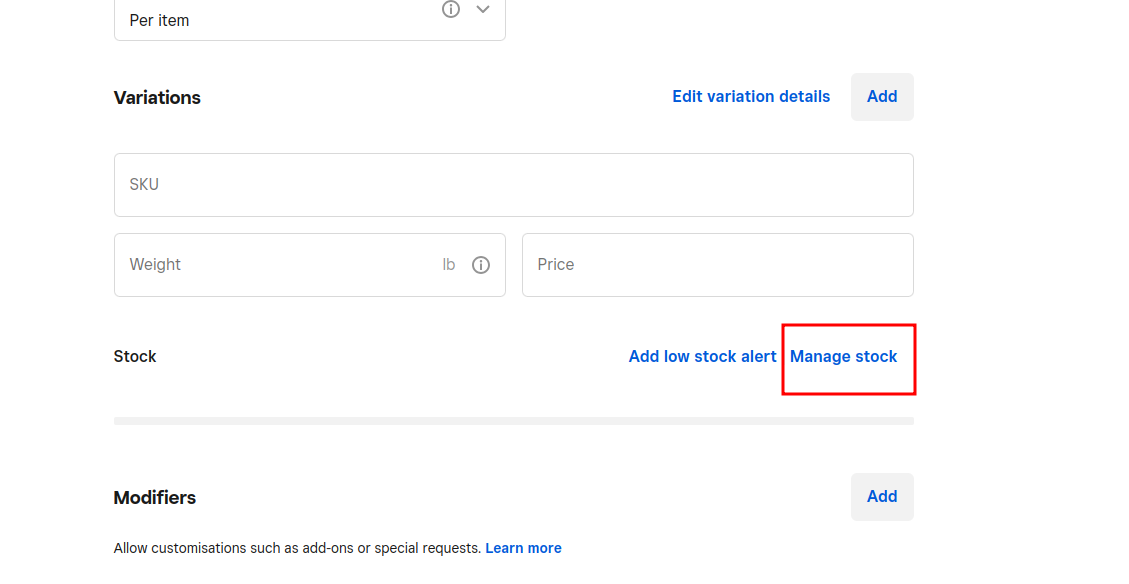 Per item
Variations
Edit variation details
Add
SKU
Weight
lb
Price
Stock
Add low stock alert
Manage stock
Modifiers
Add
Allow customisations such as add-ons or special requests. Learn more